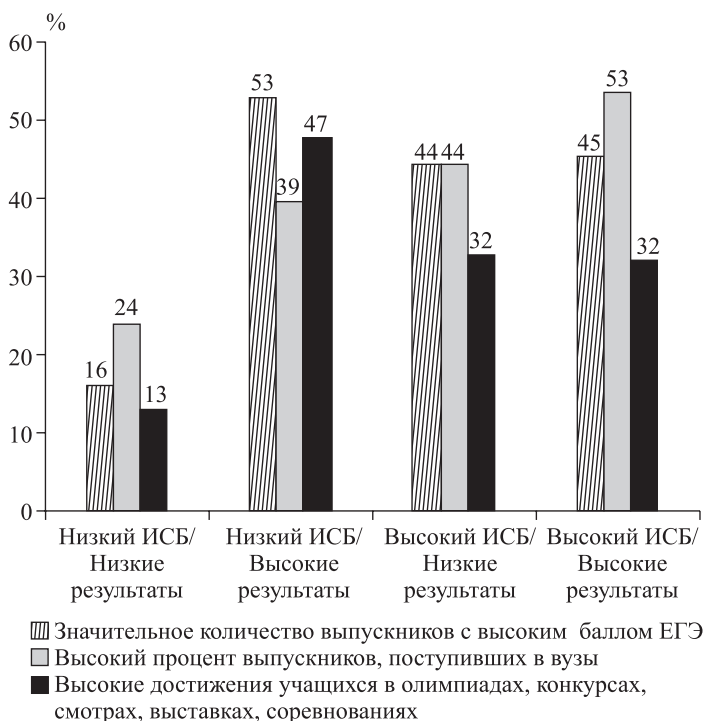 %
60
53
53
50
47
44 44
45
40
39
32
32
30
24
20
16
13
10
0
Низкий ИСБ/ Низкий ИСБ/ Высокий ИСБ/ Высокий ИСБ/
Низкие Высокие Низкие Высокие
результаты результаты результаты результаты
Значительное количество выпускников с высоким баллом ЕГЭ
Высокий процент выпускников, поступивших в вузы
Высокие достижения учащихся в олимпиадах, конкурсах,
смотрах, выставках, соревнованиях